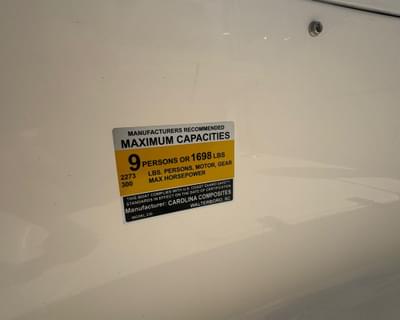 MANUFACTURERS RECOMMENDED
MAXIMUM CAPACITIES
9 PERSONS OR 1698 LBS
2273 LBS. PERSONS, MOTOR, GEAR
300 MAX HORSEPOWER
THIS BOAT COMPLIES WITH U.S. COAST GUARD SAFETY
STANDARDS IN EFFECT ON THE DATE OF CERTIFICATION
Manufacturer: CAROLINA COMPOSITES
WALTERBORO, SC